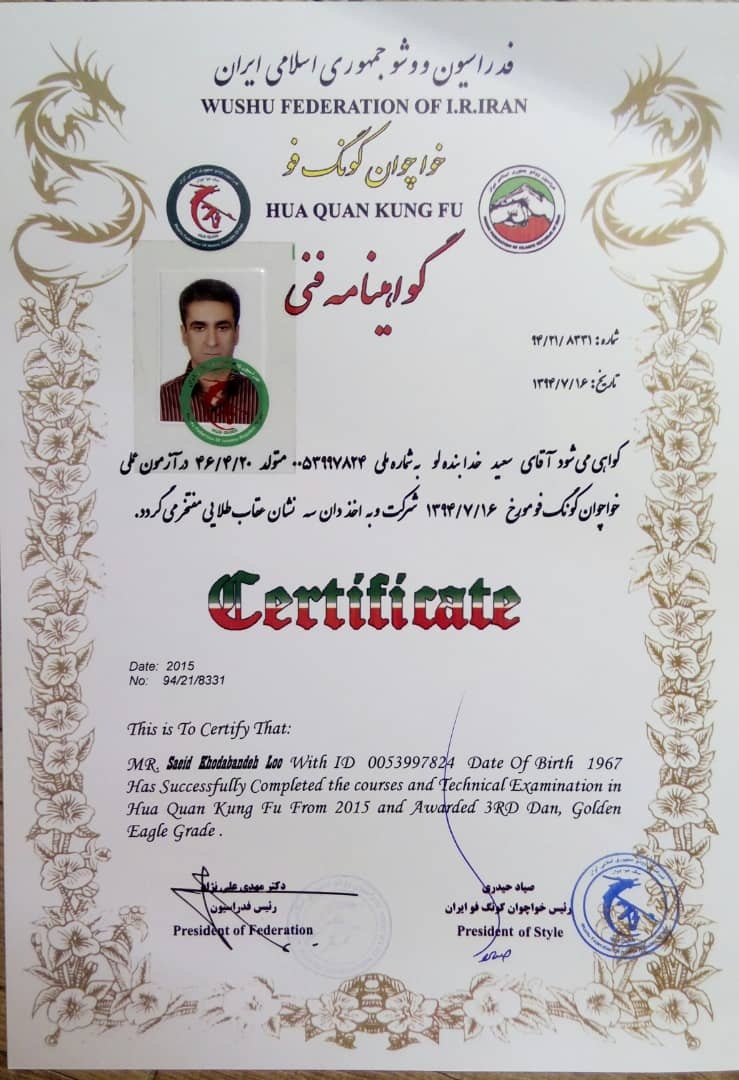 فدراسیون ووشو جمهوری اسلامی ایران
WUSHU FEDERATION OF I.R.IRAN
خواچوان کونگ فو
HUA QUAN KUNG FU
گواهینامه فنی
شماره: ۹۴/۲۱/۸۳۳۱
تاریخ: ۱۳۹۴/۷/۱۶
گواهی می شود آقای سعید خدابنده لو به شماره ملی ۰۰۵۳۹۹۷۸۲۴ متولد ۴۶/۴/۲۰ در آزمون عملی
خواچوان کونگ فو مورخ ۱۳۹۴/۷/۱۶ شرکت و به اخذ دان سه نشان عقاب طلایی مفتخر می گردد.
Certificate
Date: 2015
No: 94/21/8331
This is To Certify That:
MR. Saeid Khodabandeh Loo With ID 0053997824 Date Of Birth 1967
Has Successfully Completed the courses and Technical Examination in
Hua Quan Kung Fu From 2015 and Awarded 3RD Dan, Golden
Eagle Grade .
دکتر مهدی علی نژاد
رئیس فدراسیون
President of Federation
صیاد حیدری
رئیس خواچوان کونگ فو ایران
President of Style